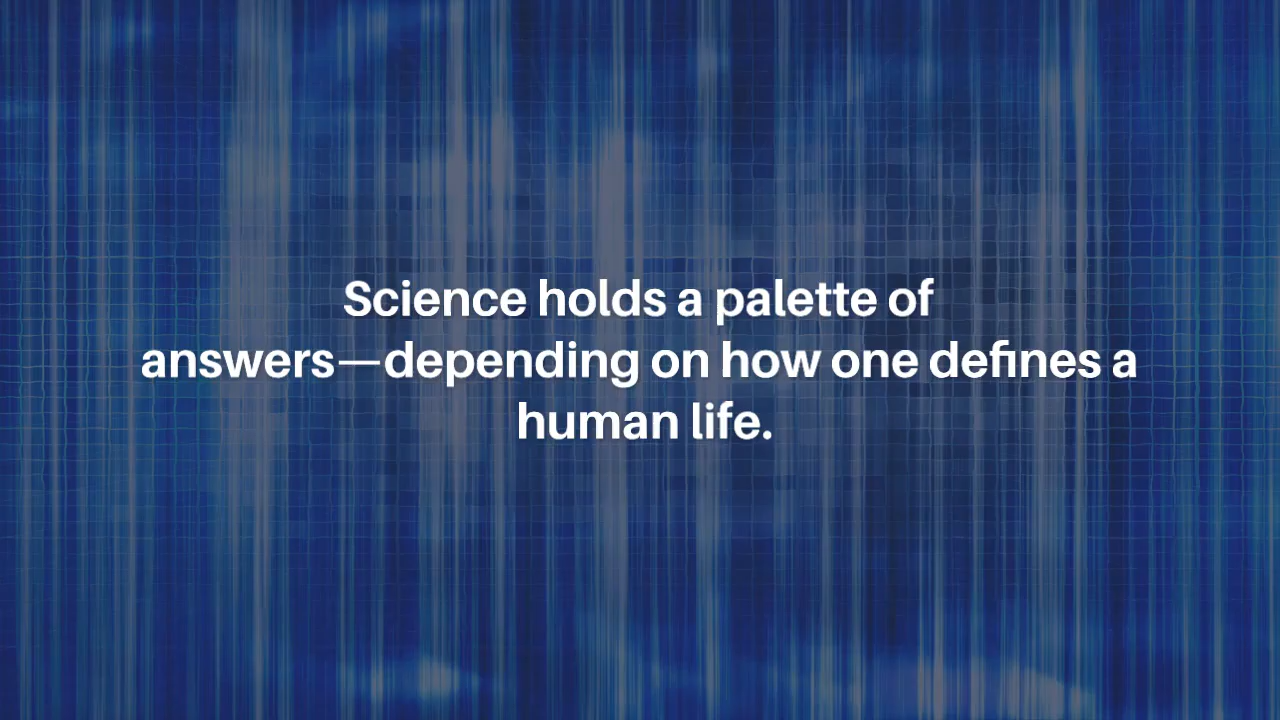 Science holds a palette of
answers—depending on how one defines a
human life.